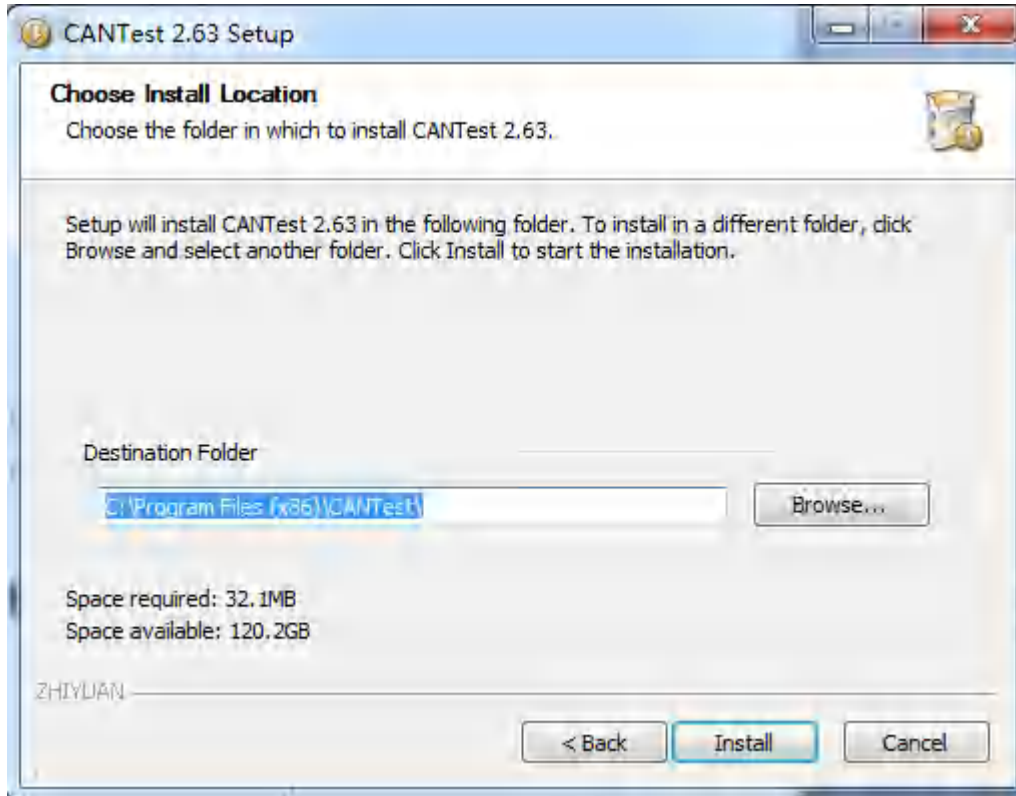 CANTest 2.63 Setup
Choose Install Location
Choose the folder in which to install CANTest 2.63.
Setup will install CANTest 2.63 in the following folder. To install in a different folder, click
Browse and select another folder. Click Install to start the installation.
Destination Folder
C:\Program Files (x86)\CANTest\
Browse...
Space required: 32.1MB
Space available: 120.2GB
ZHIYUAN
< Back
Install
Cancel